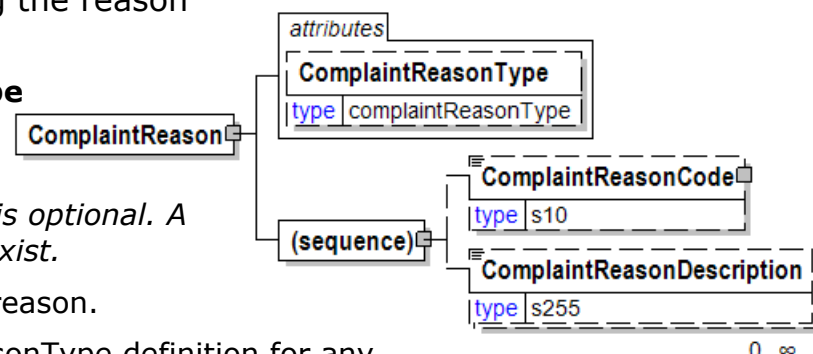 g the reason
pe
is optional. A
xist.
reason.
sonType definition for any
attributes
ComplaintReasonType
type complaintReasonType
ComplaintReason
(sequence)
ComplaintReasonCode
type s10
ComplaintReasonDescription
type s255
0 ∞